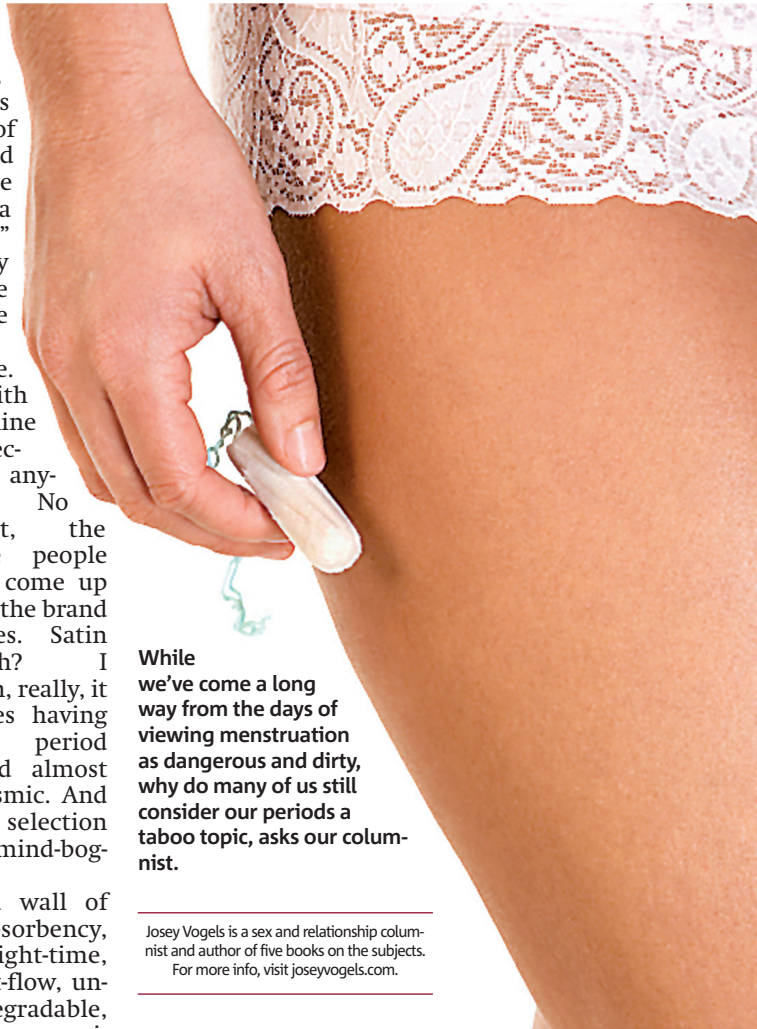 s
of
d
e
a
”
y
e
e
e.
ith
ine
ec-
any-
No
t, the
people
come up
the brand
es. Satin
h? I
n, really, it
es having
period
d almost
smic. And
selection
mind-bog-
wall of
sorbency,
ight-time,
-flow, un-
egradable,
While
we’ve come a long
way from the days of
viewing menstruation
as dangerous and dirty,
why do many of us still
consider our periods a
taboo topic, asks our colum-
nist.
Josey Vogels is a sex and relationship colum-
nist and author of five books on the subjects.
For more info, visit joseyvogels.com.